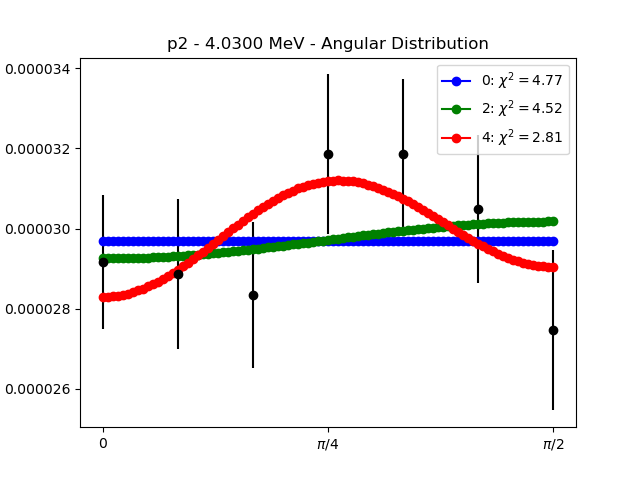 p2 - 4.0300 MeV - Angular Distribution
0.000034
0.000032
0.000030
0.000028
0.000026
0: χ² = 4.77
2: χ² = 4.52
4: χ² = 2.81
0
π/4
π/2